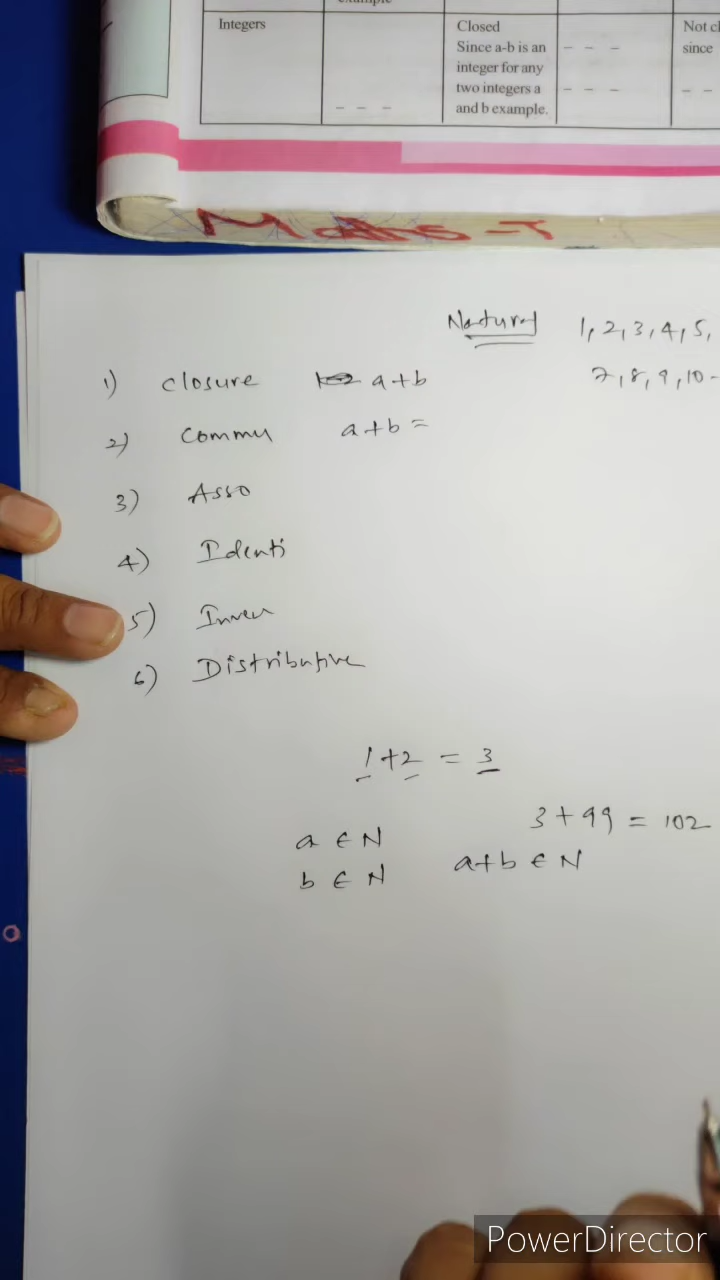 Integers
Closed
Since a-b is an
integer for any
two integers a
and b example.
Not cl
since
Maths -
Natural 1, 2, 3, 4, 5,
7, 8, 9, 10 -
1) closure a+b
2) Commu a+b =
3) Asso
4) Identi
5) Inver
6) Distributive
1+2 = 3
3+99 = 102
a ∈ N
b ∈ N a+b ∈ N
PowerDirector